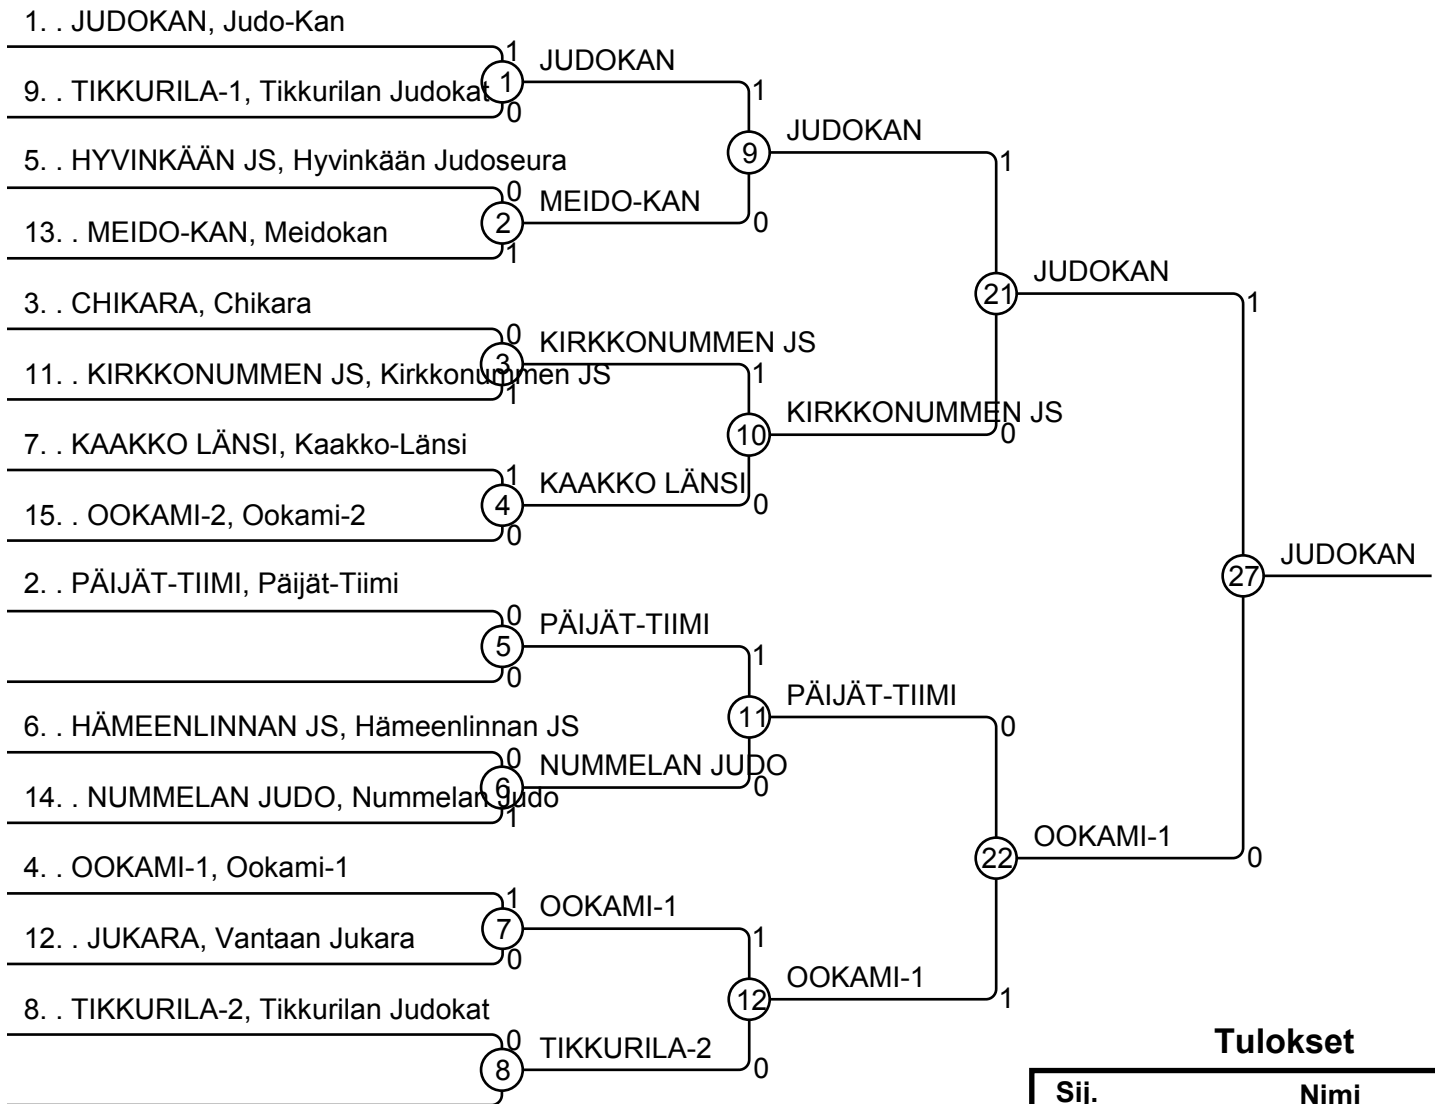 1. . JUDOKAN, Judo-Kan
1
JUDOKAN
9. . TIKKURILA-1, Tikkurilan Judokat
1
0
1
JUDOKAN
5. . HYVINKÄÄN JS, Hyvinkään Judoseura
9
1
0
MEIDO-KAN
13. . MEIDO-KAN, Meidokan
2
0
1
JUDOKAN
3. . CHIKARA, Chikara
21
1
0
KIRKKONUMMEN JS
11. . KIRKKONUMMEN JS, Kirkkonummen JS
3
1
1
KIRKKONUMMEN JS
7. . KAAKKO LÄNSI, Kaakko-Länsi
10
0
1
KAAKKO LÄNSI
15. . OOKAMI-2, Ookami-2
4
0
0
JUDOKAN
2. . PÄIJÄT-TIIMI, Päijät-Tiimi
27
0
PÄIJÄT-TIIMI
5
1
0
PÄIJÄT-TIIMI
6. . HÄMEENLINNAN JS, Hämeenlinnan JS
11
0
0
NUMMELAN JUDO
14. . NUMMELAN JUDO, Nummelan Judo
6
0
1
OOKAMI-1
4. . OOKAMI-1, Ookami-1
22
0
1
OOKAMI-1
12. . JUKARA, Vantaan Jukara
7
1
0
OOKAMI-1
8. . TIKKURILA-2, Tikkurilan Judokat
12
1
0
TIKKURILA-2
8
0
Tulokset
Sij. Nimi